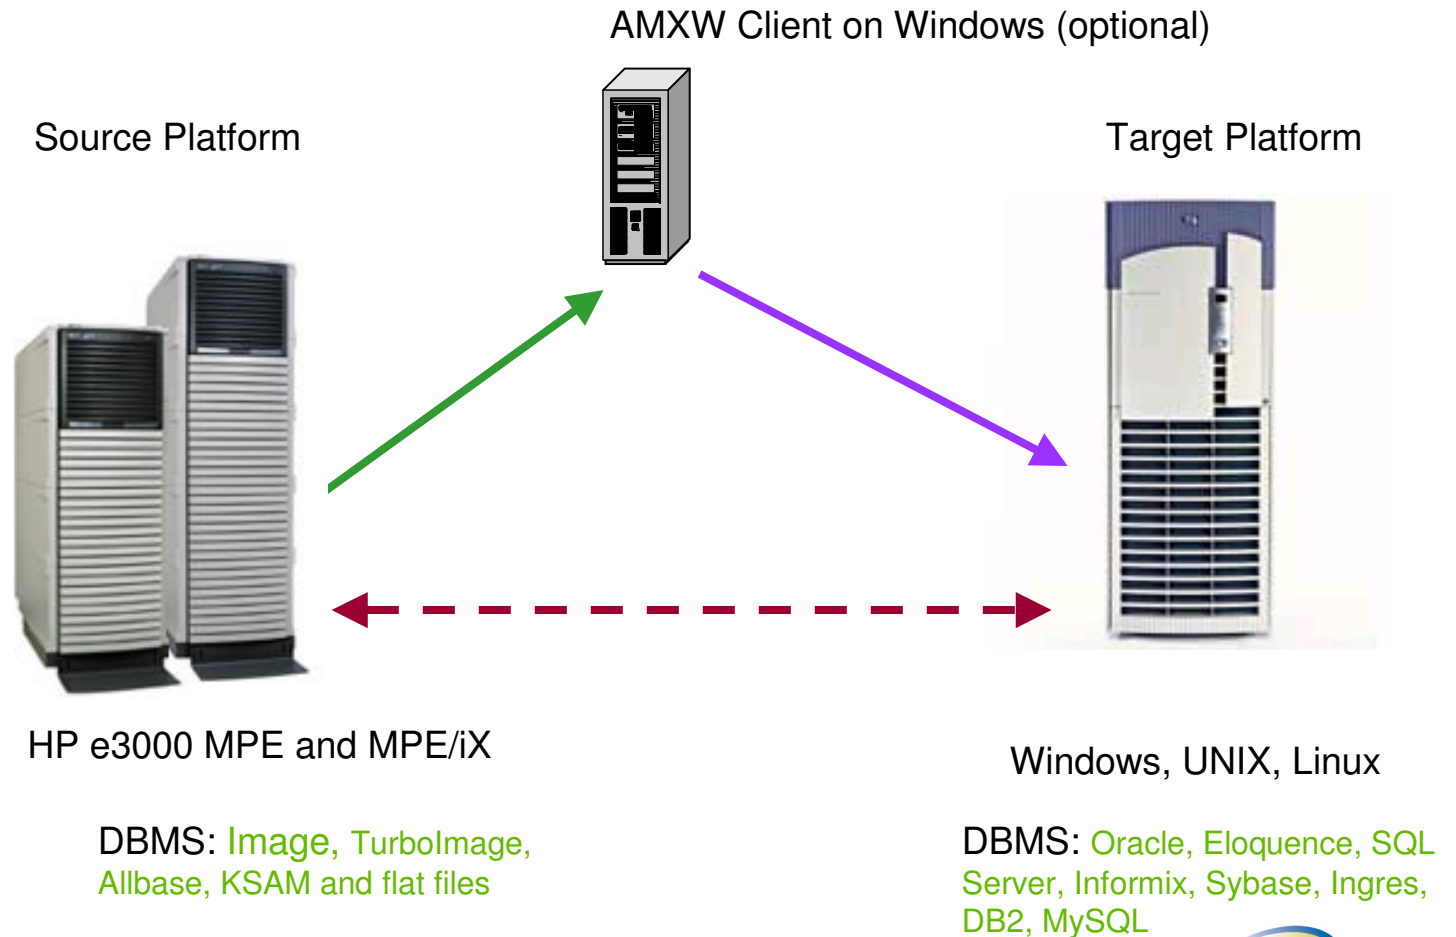 AMXW Client on Windows (optional)
Source Platform
Target Platform
HP e3000 MPE and MPE/iX
Windows, UNIX, Linux
DBMS: Image, TurboImage,
Allbase, KSAM and flat files
DBMS: Oracle, Eloquence, SQL
Server, Informix, Sybase, Ingres,
DB2, MySQL